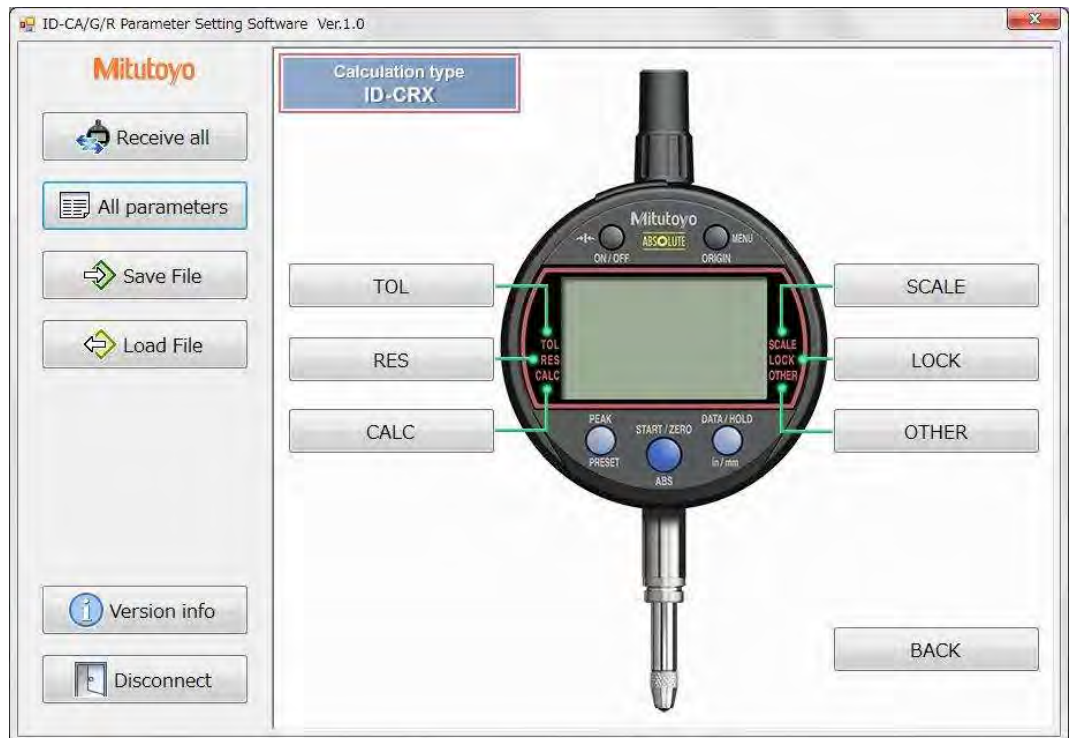 ID-CA/G/R Parameter Setting Software Ver.1.0
Mitutoyo
Receive all
All parameters
Save File
Load File
Version info
Disconnect
Calculation type
ID-CRX
Mitutoyo
ABSOLUTE
MENU
ON/OFF
ORIGIN
TOL
RES
CALC
TOL
RES
CALC
SCALE
LOCK
OTHER
SCALE
LOCK
OTHER
PEAK
START/ZERO
DATA/HOLD
PRESET
in/mm
ABS
BACK